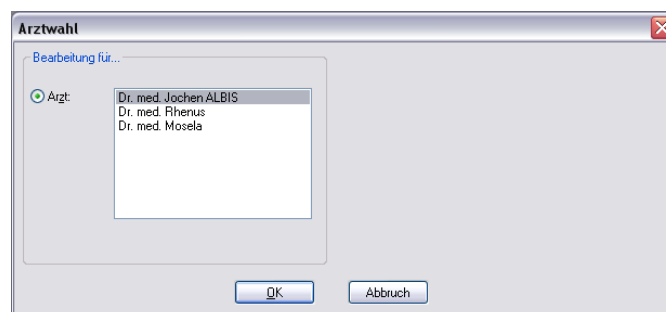 Arztwahl
Bearbeitung für...
Arzt:
Dr. med. Jochen ALBIS
Dr. med. Rhenus
Dr. med. Mosela
OK
Abbruch